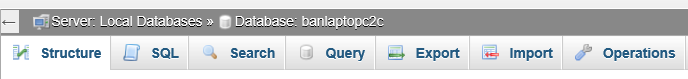 Server: Local Databases » Database: banlaptopc2c
Structure SQL Search Query Export Import Operations